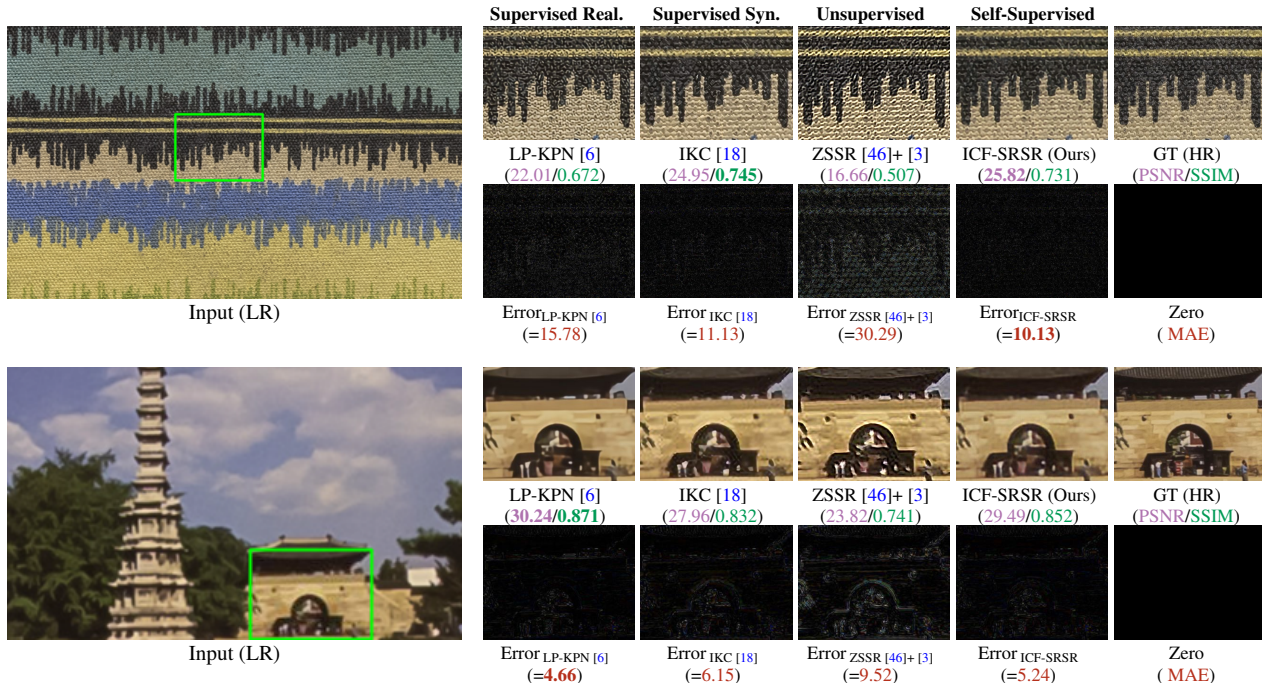 Supervised Real. Supervised Syn. Unsupervised Self-Supervised
LP-KPN [6] IKC [18] ZSSR [46]+ [3] ICF-SRSR (Ours) GT (HR)
(22.01/0.672) (24.95/0.745) (16.66/0.507) (25.82/0.731) (PSNR/SSIM)
Input (LR)
Error LP-KPN [6] Error IKC [18] Error ZSSR [46]+ [3] Error ICF-SRSR Zero
(=15.78) (=11.13) (=30.29) (=10.13) ( MAE)
LP-KPN [6] IKC [18] ZSSR [46]+ [3] ICF-SRSR (Ours) GT (HR)
(30.24/0.871) (27.96/0.832) (23.82/0.741) (29.49/0.852) (PSNR/SSIM)
Input (LR)
Error LP-KPN [6] Error IKC [18] Error ZSSR [46]+ [3] Error ICF-SRSR Zero
(=4.66) (=6.15) (=9.52) (=5.24) ( MAE)